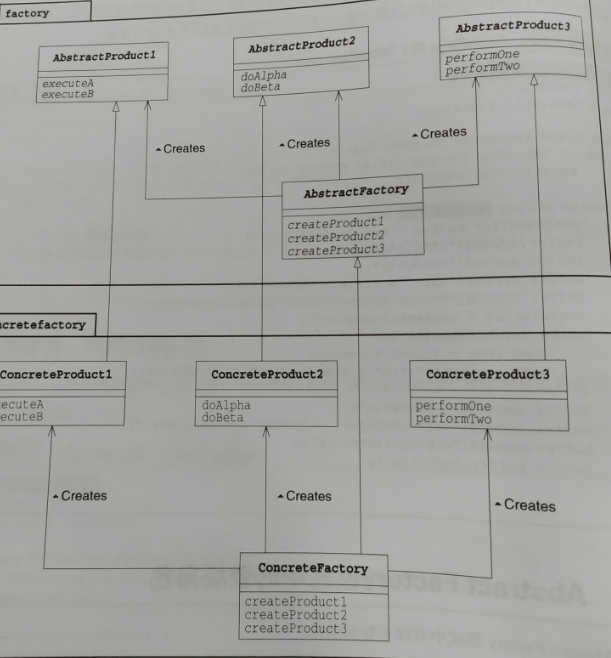 factory
AbstractProduct1
executeA
executeB
AbstractProduct2
doAlpha
doBeta
AbstractProduct3
performOne
performTwo
Creates
Creates
Creates
AbstractFactory
createProduct1
createProduct2
createProduct3
ncretefactory
ConcreteProduct1
ecuteA
ecuteB
ConcreteProduct2
doAlpha
doBeta
ConcreteProduct3
performOne
performTwo
Creates
Creates
Creates
ConcreteFactory
createProduct1
createProduct2
createProduct3